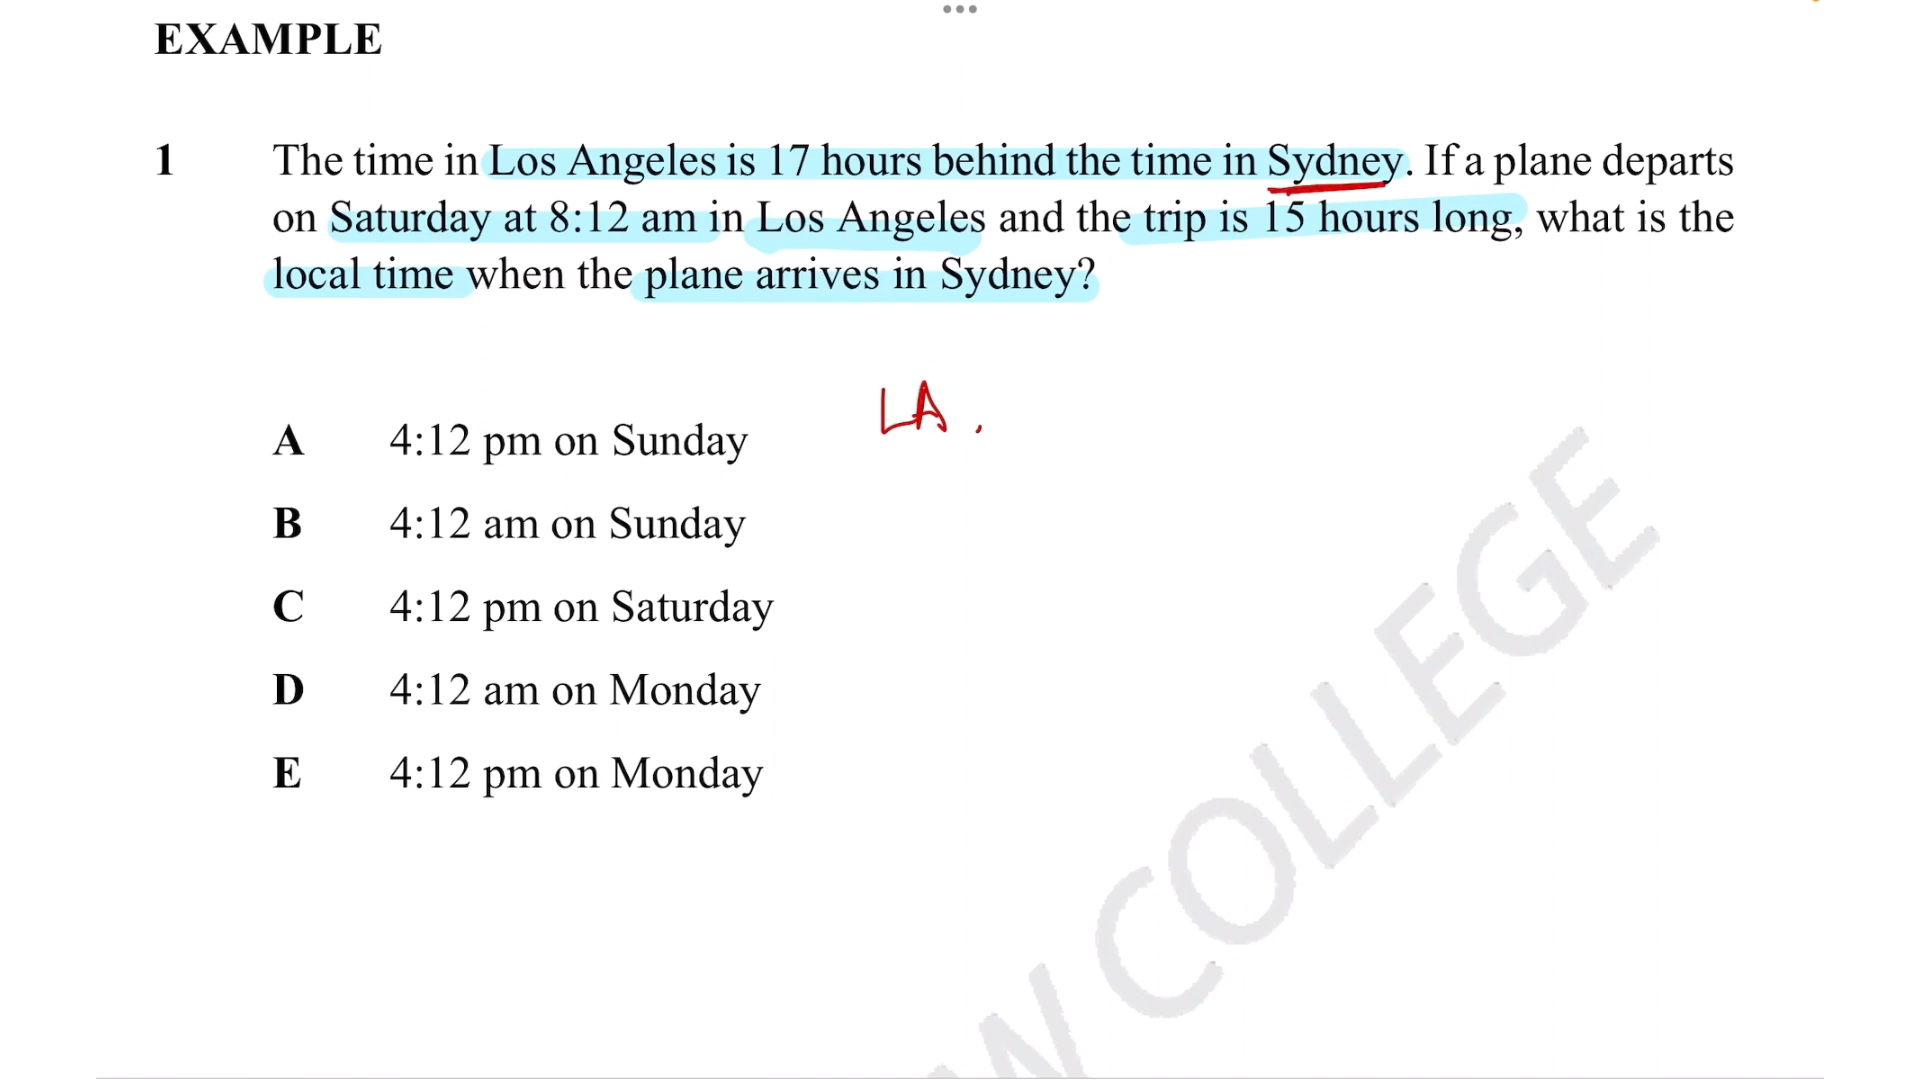 EXAMPLE
1 The time in Los Angeles is 17 hours behind the time in Sydney. If a plane departs
on Saturday at 8:12 am in Los Angeles and the trip is 15 hours long, what is the
local time when the plane arrives in Sydney?
LA.
A 4:12 pm on Sunday
B 4:12 am on Sunday
C 4:12 pm on Saturday
D 4:12 am on Monday
E 4:12 pm on Monday
W COLLEGE